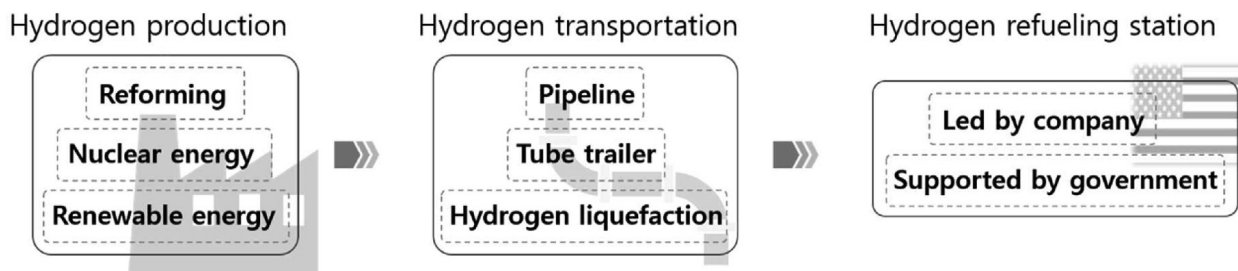 Hydrogen production
Reforming
Nuclear energy
Renewable energy
Hydrogen transportation
Pipeline
Tube trailer
Hydrogen liquefaction
Hydrogen refueling station
Led by company
Supported by government